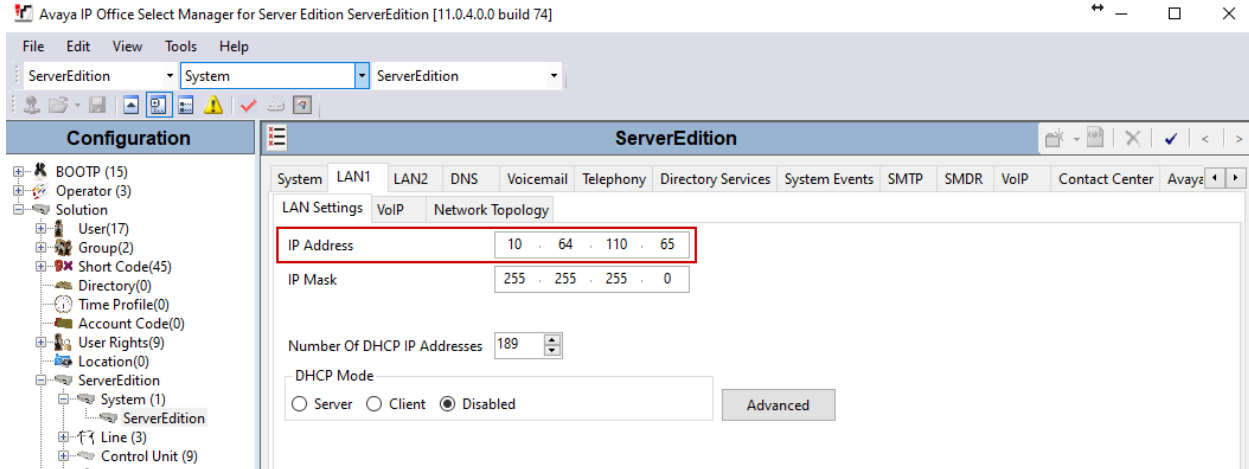 Avaya IP Office Select Manager for Server Edition ServerEdition [11.0.4.0.0 build 74]
File Edit View Tools Help
ServerEdition System ServerEdition
Configuration
BOOTP (15)
Operator (3)
Solution
User(17)
Group(2)
Short Code(45)
Directory(0)
Time Profile(0)
Account Code(0)
User Rights(9)
Location(0)
ServerEdition
System (1)
ServerEdition
Line (3)
Control Unit (9)
ServerEdition
System LAN1 LAN2 DNS Voicemail Telephony Directory Services System Events SMTP SMDR VoIP Contact Center Avaya
LAN Settings VoIP Network Topology
IP Address 10 . 64 . 110 . 65
IP Mask 255 . 255 . 255 . 0
Number Of DHCP IP Addresses 189
DHCP Mode
Server Client Disabled Advanced